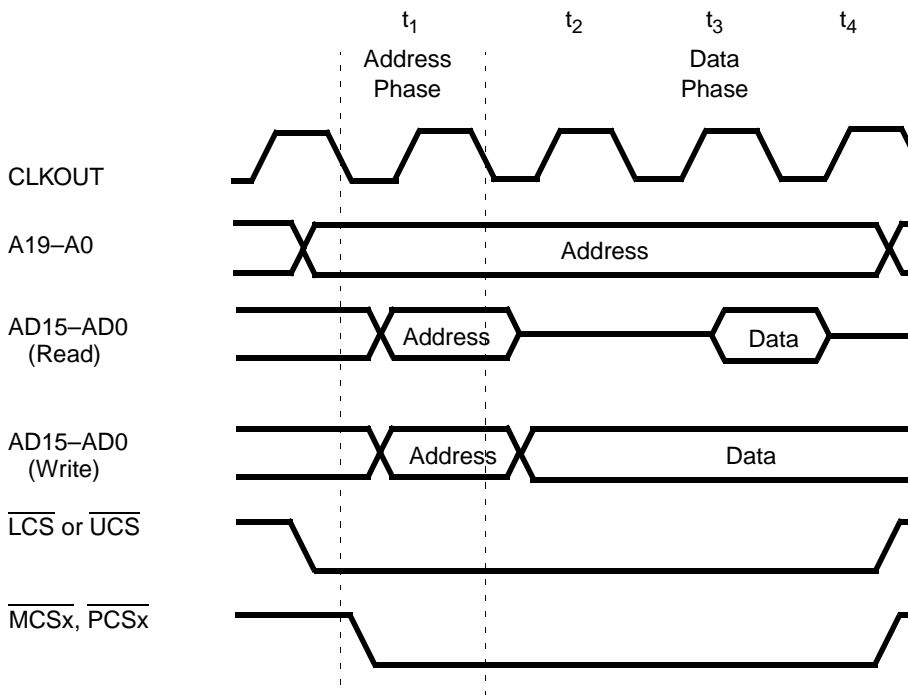 t1 t2 t3 t4
Address Data
Phase Phase
CLKOUT
A19–A0 Address
AD15–AD0
(Read) Address Data
AD15–AD0
(Write) Address Data
LCS or UCS
MCSx, PCSx